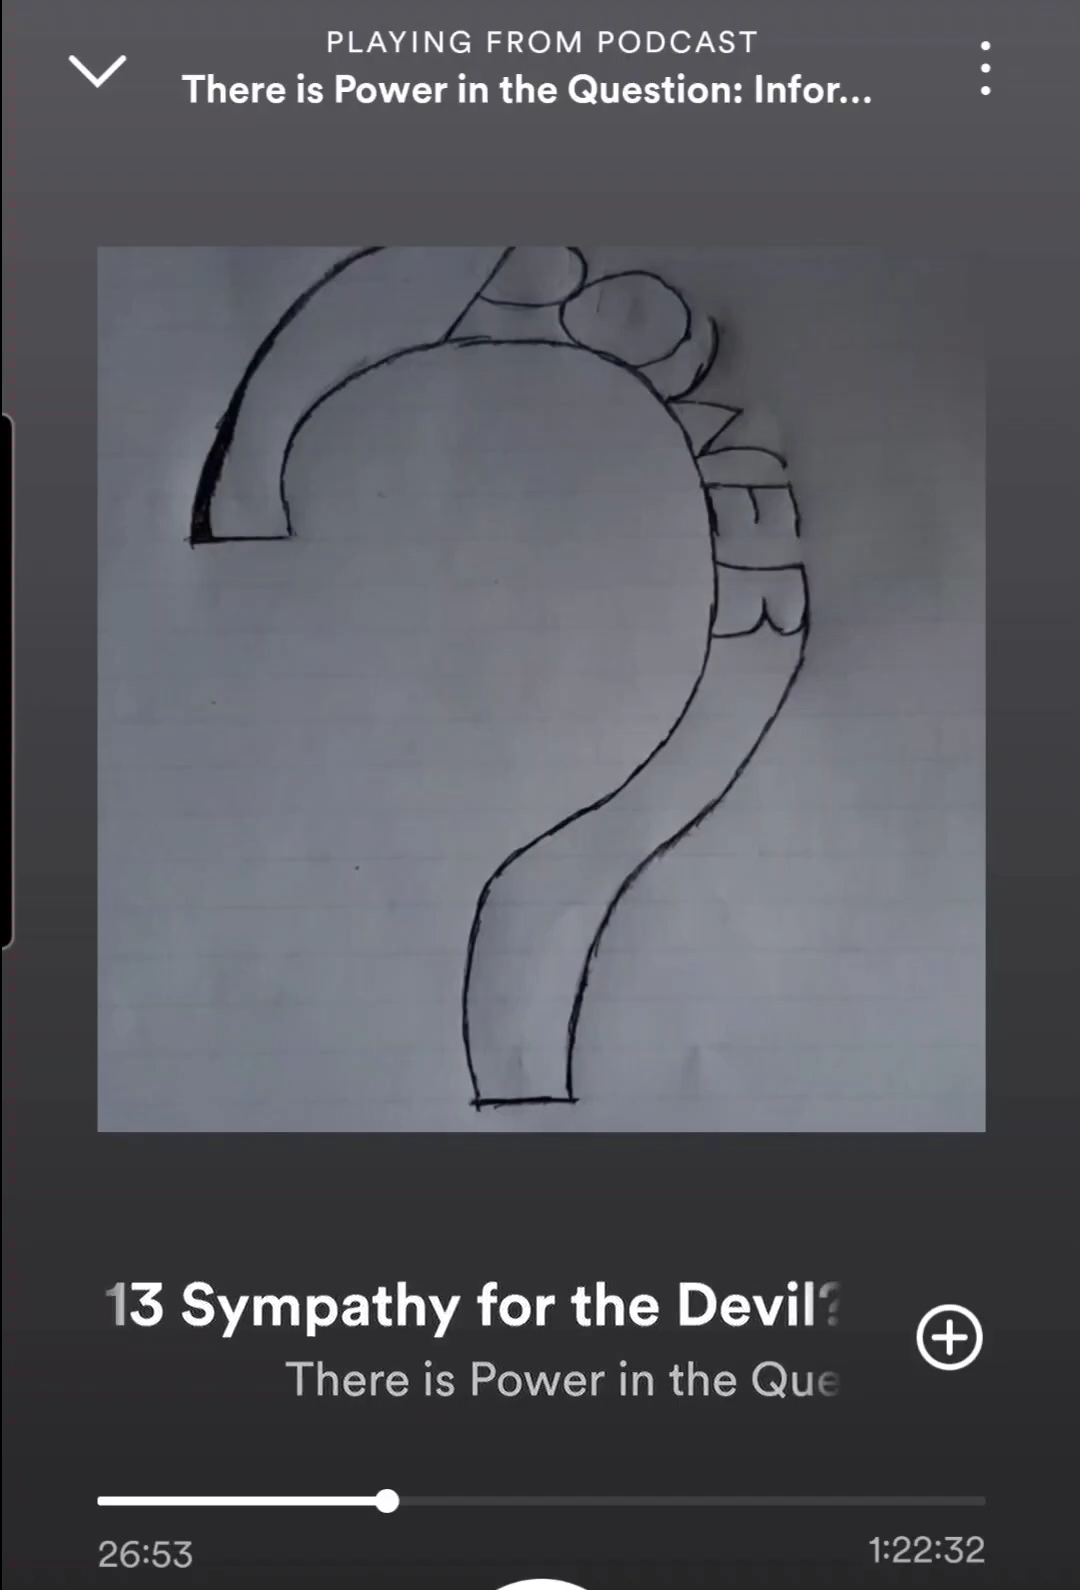 PLAYING FROM PODCAST
There is Power in the Question: Infor...
POWER
13 Sympathy for the Devil?
There is Power in the Que
26:53
1:22:32